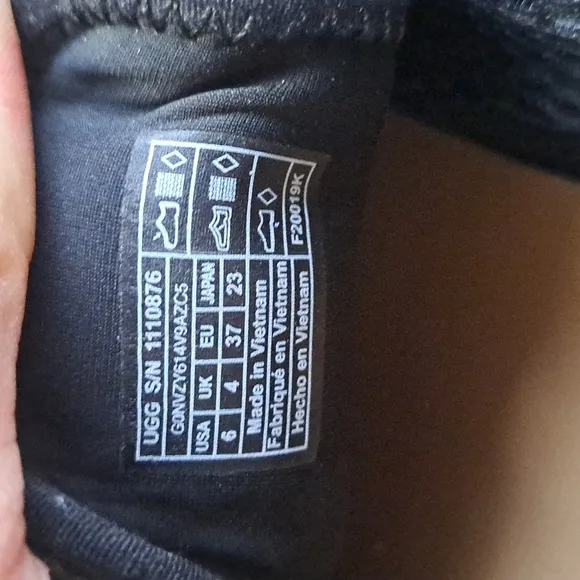 UGG S/N 1110876
G0NVZY614V9AZC5
USA UK EU JAPAN
6 4 37 23
Made in Vietnam
Fabriqué en Vietnam
Hecho en Vietnam
F20019K